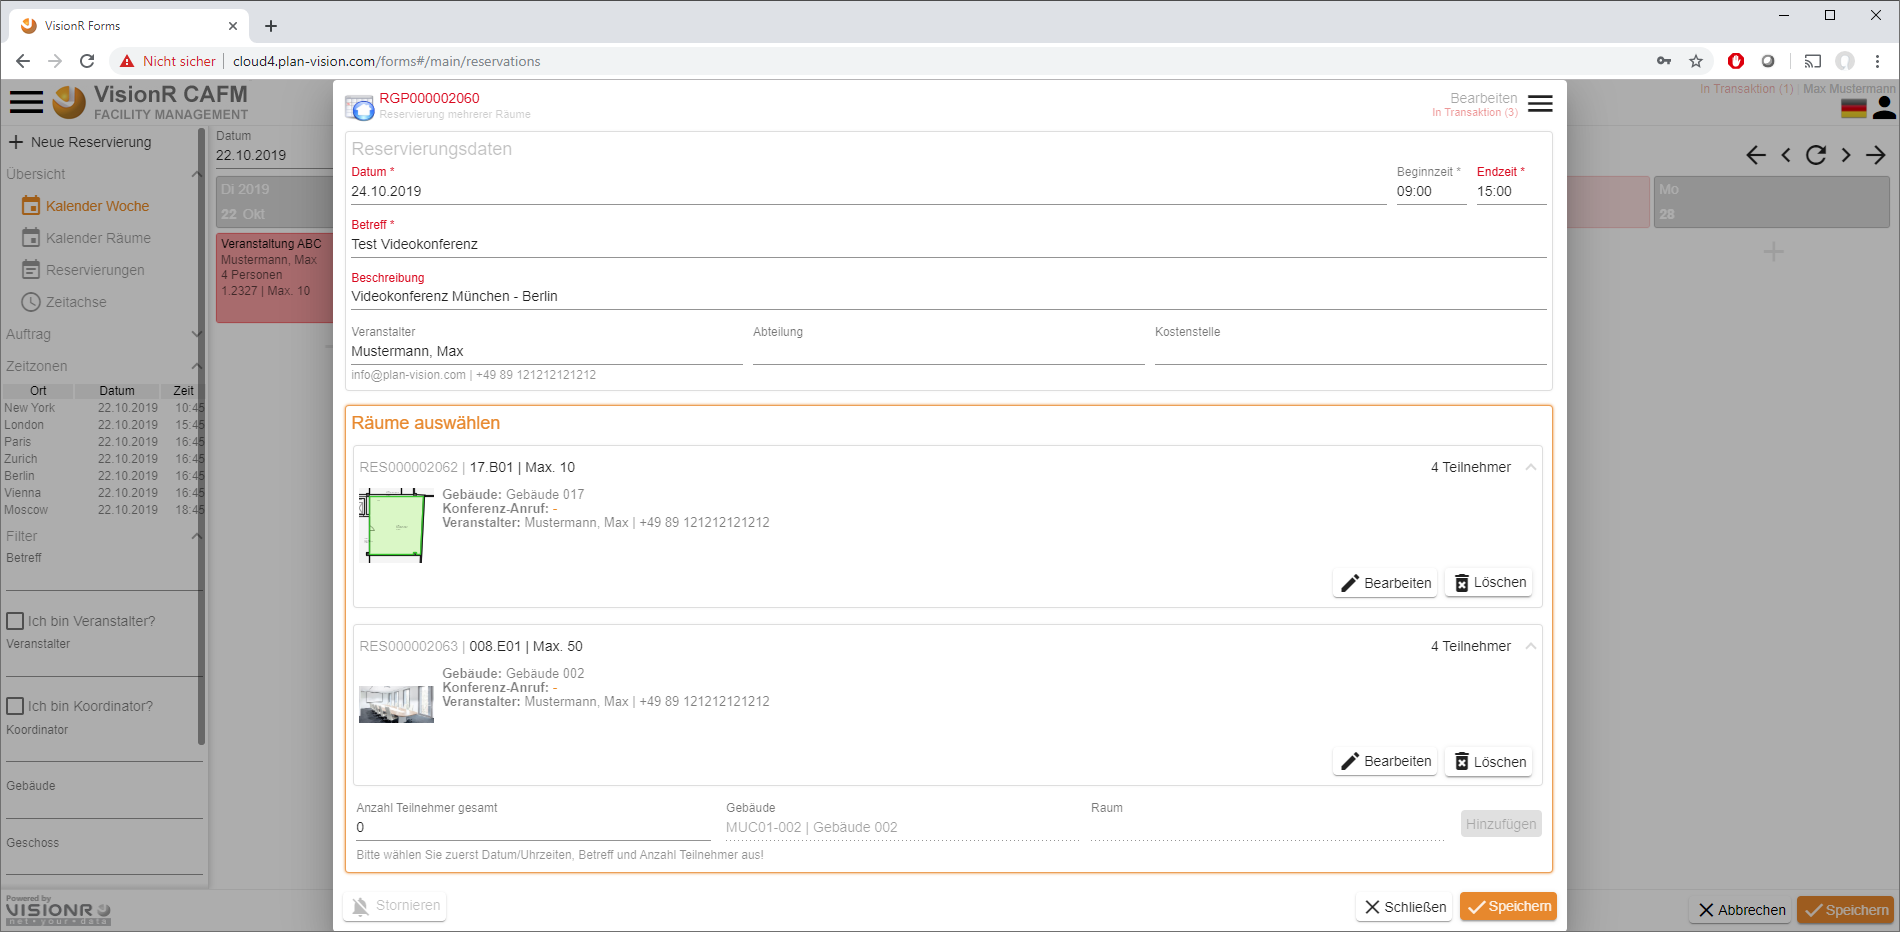 VisionR Forms
Nicht sicher
cloud4.plan-vision.com/forms#/main/reservations
VisionR CAFM
FACILITY MANAGEMENT
In Transaktion (1) | Max Mustermann
Neue Reservierung
Übersicht
Kalender Woche
Kalender Räume
Reservierungen
Zeitachse
Auftrag
Zeitzonen
Ort Datum Zeit
New York 22.10.2019 10:45
London 22.10.2019 15:45
Paris 22.10.2019 16:45
Zurich 22.10.2019 16:45
Berlin 22.10.2019 16:45
Vienna 22.10.2019 16:45
Moscow 22.10.2019 18:45
Filter
Betreff
Ich bin Veranstalter?
Veranstalter
Ich bin Koordinator?
Koordinator
Gebäude
Geschoss
Powered by
VISIONR
net • your • data
Datum
22.10.2019
Di 2019
22 Okt
Veranstaltung ABC
Mustermann, Max
4 Personen
1.2327 | Max. 10
Mo
28
RGP000002060
Reservierung mehrerer Räume
Bearbeiten
In Transaktion (3)
Reservierungsdaten
Datum * Beginnzeit * Endzeit *
24.10.2019 09:00 15:00
Betreff *
Test Videokonferenz
Beschreibung
Videokonferenz München - Berlin
Veranstalter Abteilung Kostenstelle
Mustermann, Max
info@plan-vision.com | +49 89 121212121212
Räume auswählen
RES000002062 | 17.B01 | Max. 10 4 Teilnehmer
Gebäude: Gebäude 017
Konferenz-Anruf: -
Veranstalter: Mustermann, Max | +49 89 121212121212
Bearbeiten Löschen
RES000002063 | 008.E01 | Max. 50 4 Teilnehmer
Gebäude: Gebäude 002
Konferenz-Anruf: -
Veranstalter: Mustermann, Max | +49 89 121212121212
Bearbeiten Löschen
Anzahl Teilnehmer gesamt Gebäude Raum
0 MUC01-002 | Gebäude 002 Hinzufügen
Bitte wählen Sie zuerst Datum/Uhrzeiten, Betreff und Anzahl Teilnehmer aus!
Stornieren Schließen Speichern
Abbrechen Speichern